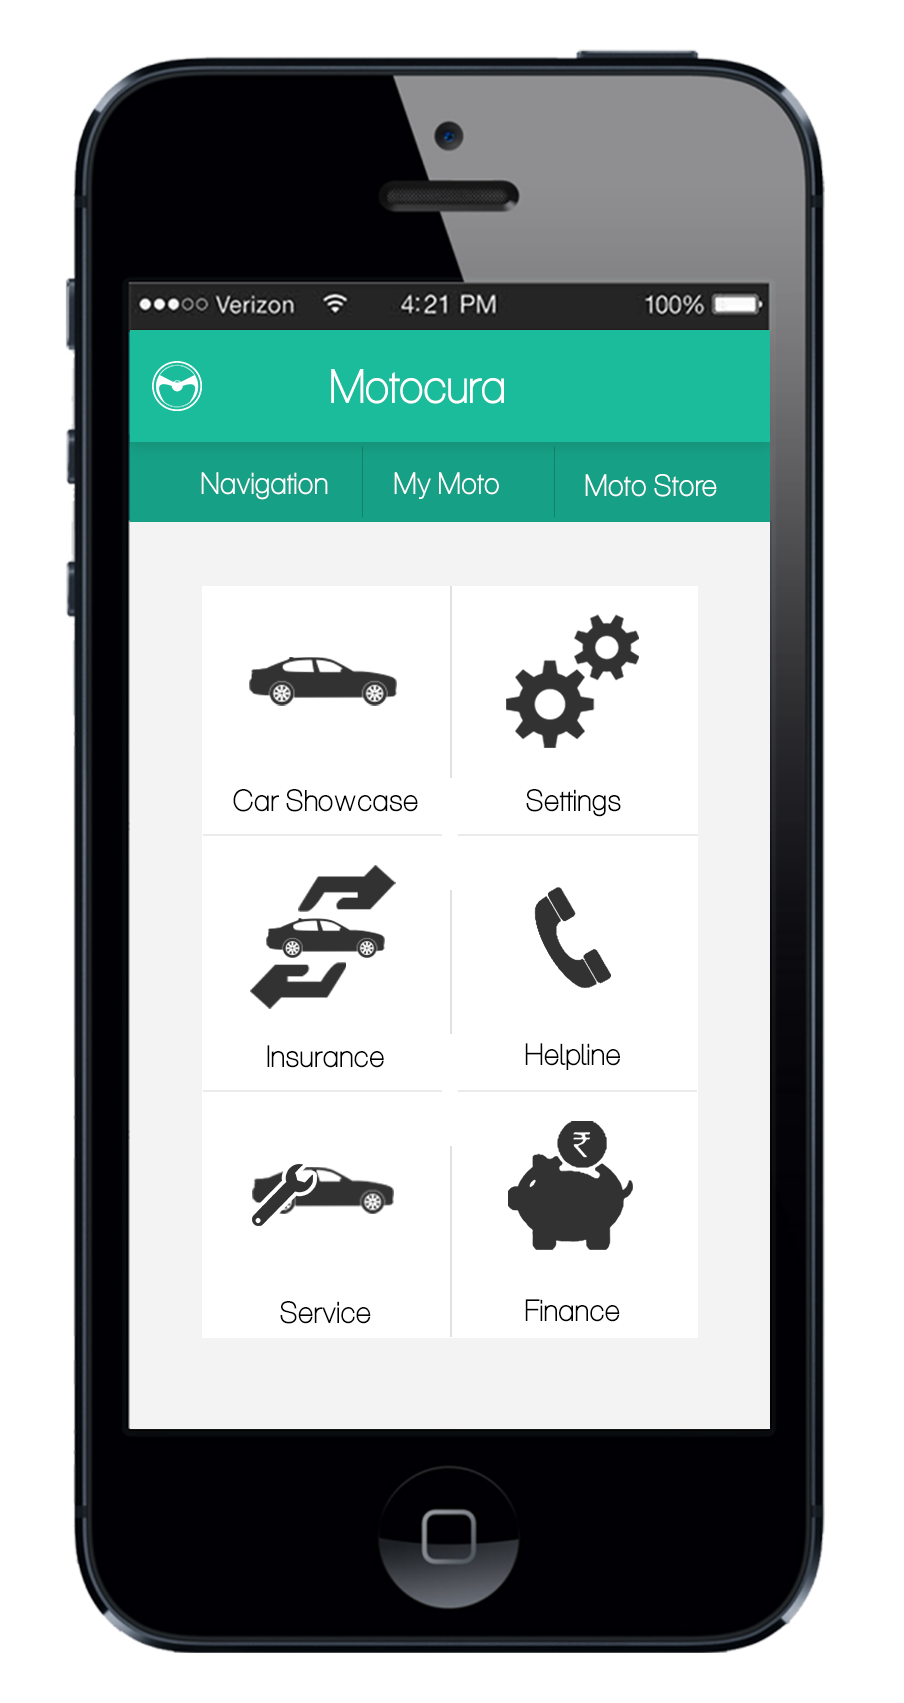 Verizon 4:21 PM 100%
Motocura
Navigation My Moto Moto Store
Car Showcase Settings
Insurance Helpline
₹
Service Finance